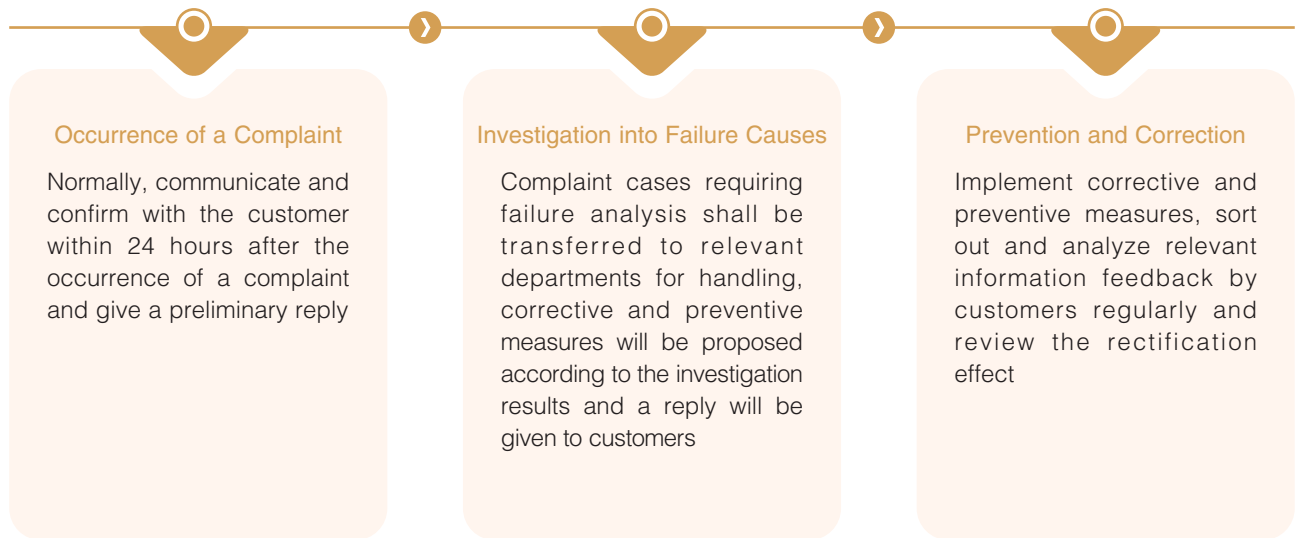 Occurrence of a Complaint
Normally, communicate and
confirm with the customer
within 24 hours after the
occurrence of a complaint
and give a preliminary reply
Investigation into Failure Causes
Complaint cases requiring
failure analysis shall be
transferred to relevant
departments for handling,
corrective and preventive
measures will be proposed
according to the investigation
results and a reply will be
given to customers
Prevention and Correction
Implement corrective and
preventive measures, sort
out and analyze relevant
information feedback by
customers regularly and
review the rectification
effect